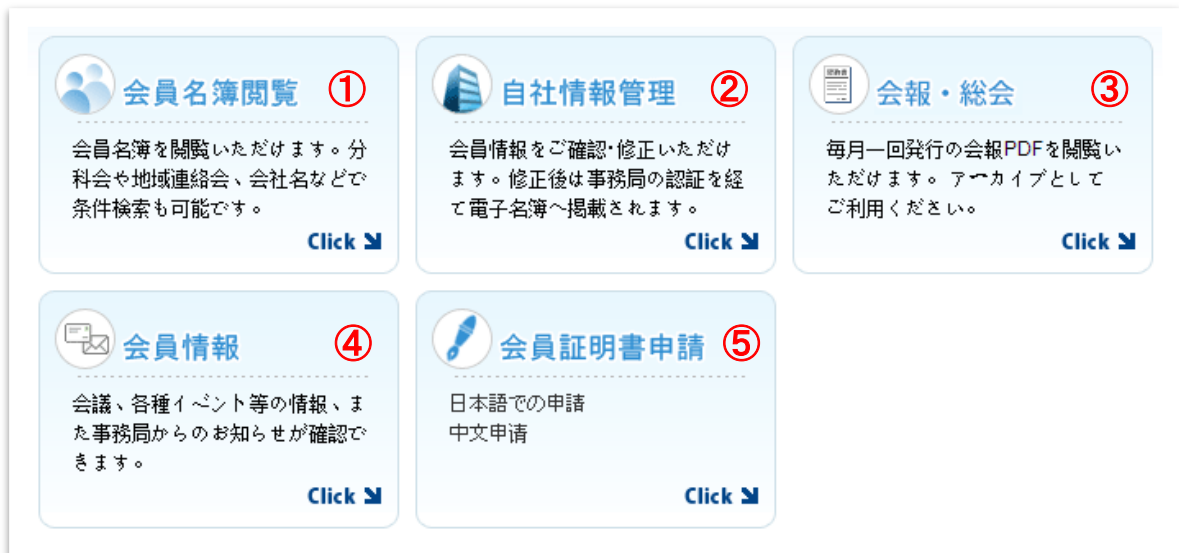 会員名簿閲覧 ①
会員名簿を閲覧いただけます。分
科会や地域連絡会、会社名などで
条件検索も可能です。
Click
自社情報管理 ②
会員情報をご確認・修正いただけ
ます。修正後は事務局の認証を経
て電子名簿へ掲載されます。
Click
会報・総会 ③
毎月一回発行の会報PDFを閲覧い
ただけます。アーカイブとして
ご利用ください。
Click
会員情報 ④
会議、各種イベント等の情報、ま
た事務局からのお知らせが確認で
きます。
Click
会員証明書申請 ⑤
日本語での申請
中文申请
Click